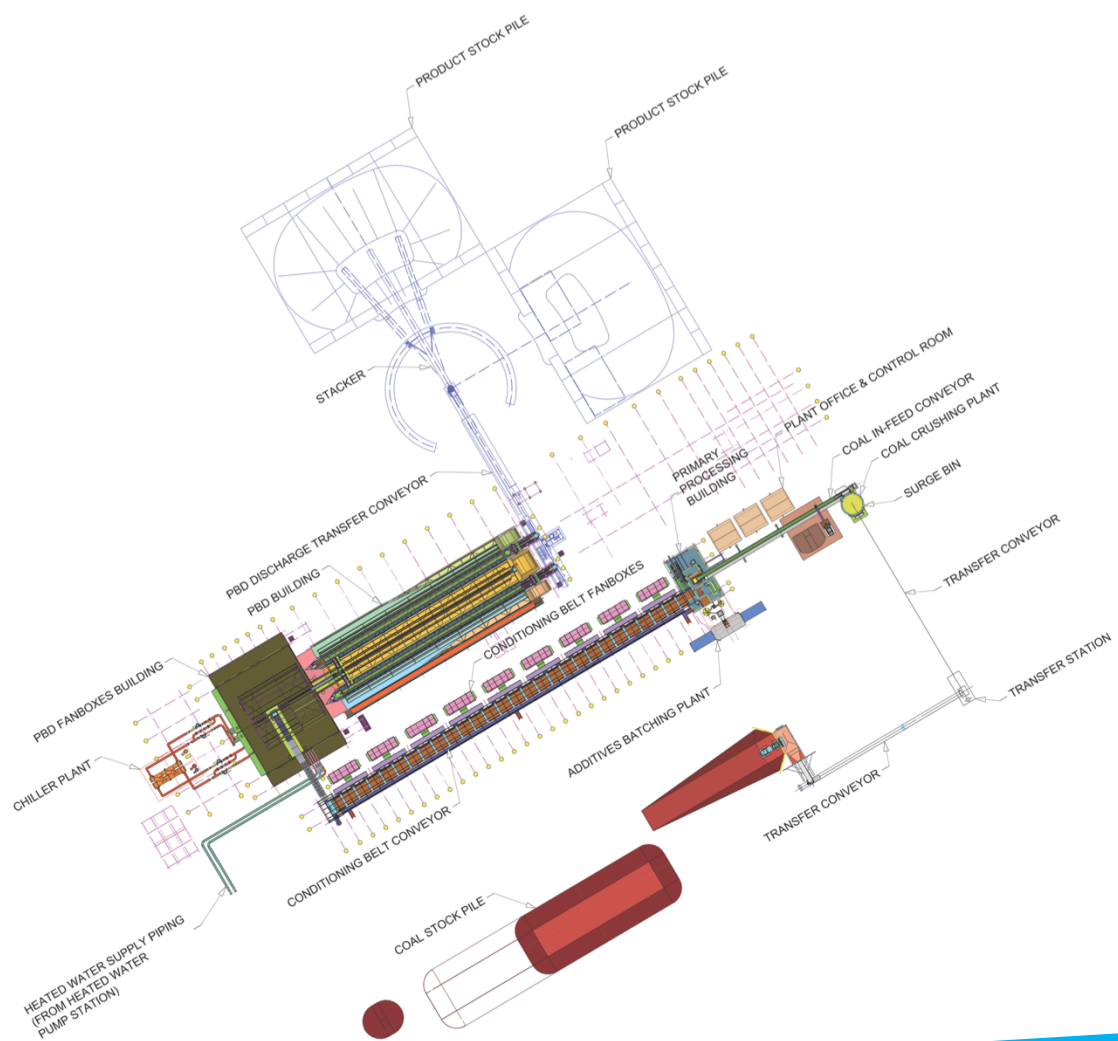 PRODUCT STOCK PILE
PRODUCT STOCK PILE
STACKER
PLANT OFFICE & CONTROL ROOM
COAL IN-FEED CONVEYOR
COAL CRUSHING PLANT
SURGE BIN
PRIMARY
PROCESSING
BUILDING
PBD DISCHARGE TRANSFER CONVEYOR
PBD BUILDING
CONDITIONING BELT FANBOXES
TRANSFER CONVEYOR
PBD FANBOXES BUILDING
TRANSFER STATION
CHILLER PLANT
ADDITIVES BATCHING PLANT
TRANSFER CONVEYOR
CONDITIONING BELT CONVEYOR
COAL STOCK PILE
HEATED WATER SUPPLY PIPING
(FROM HEATED WATER
PUMP STATION)